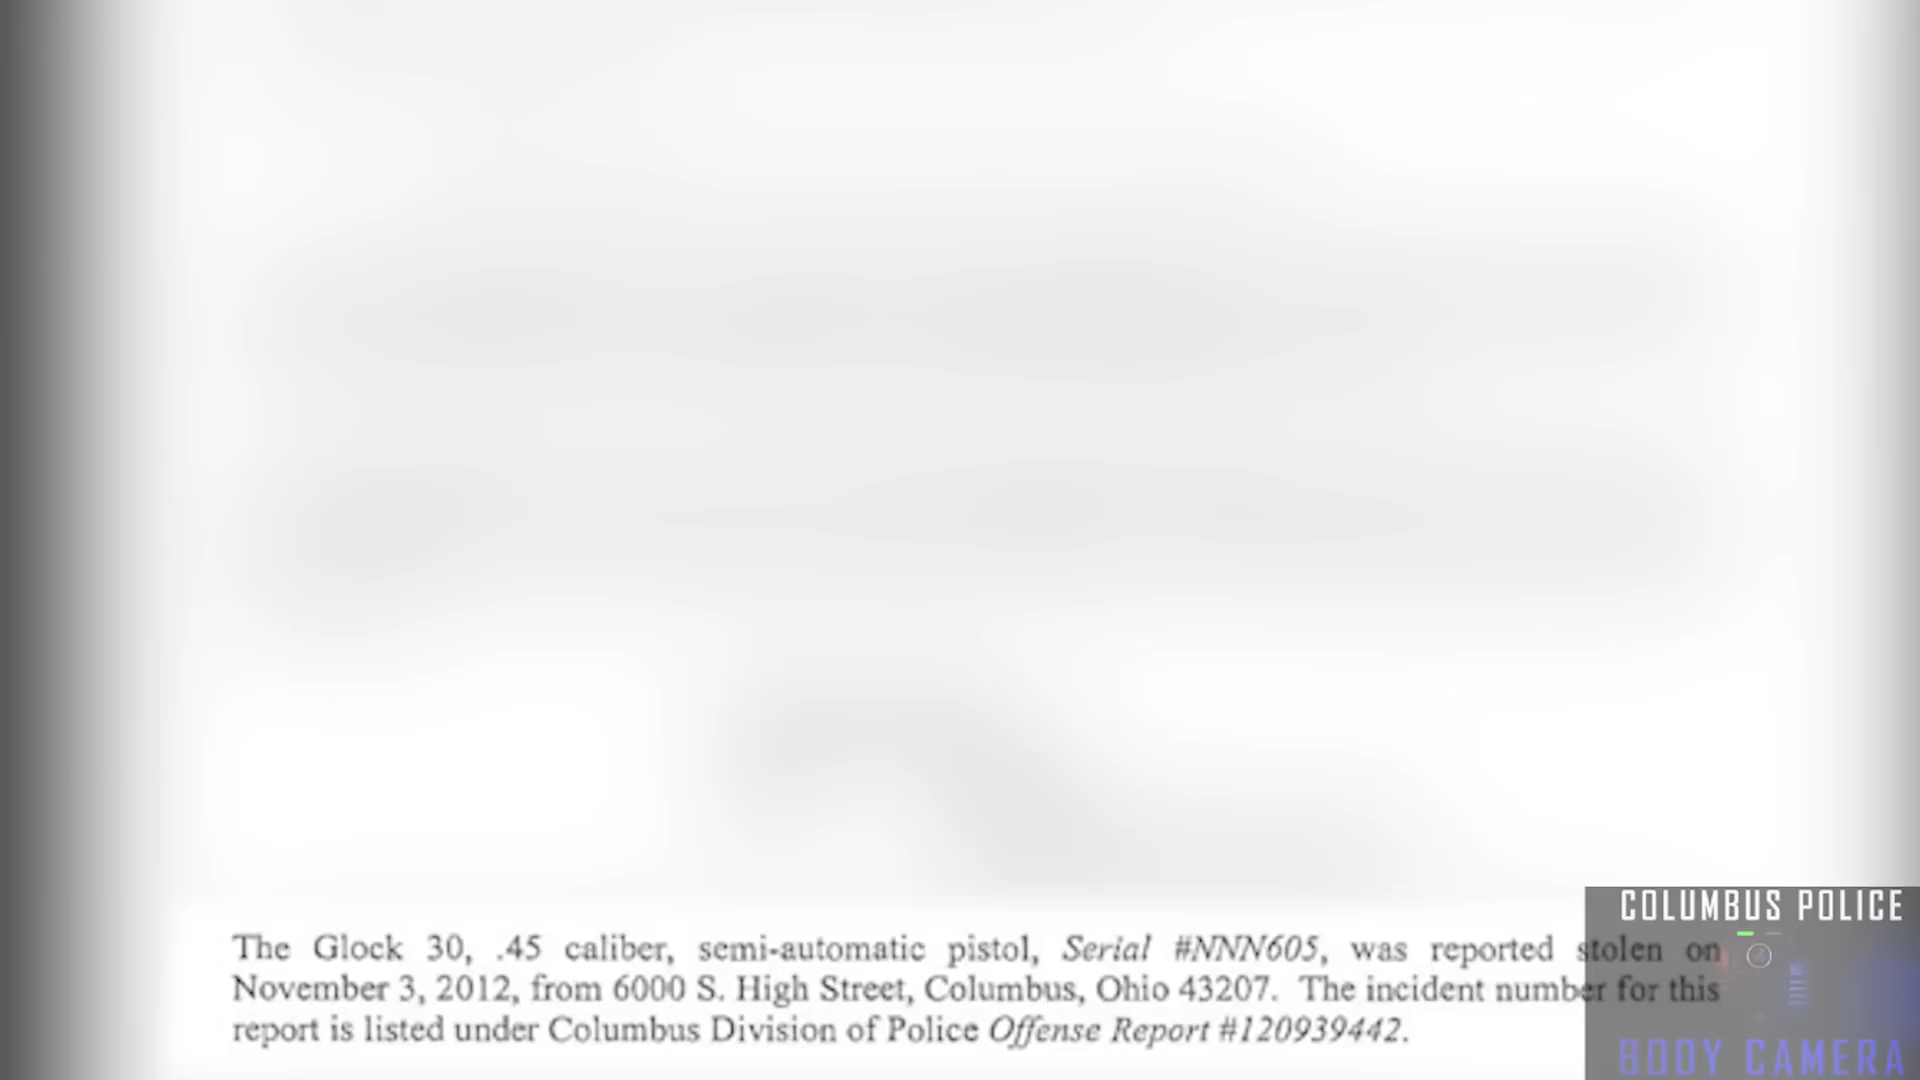 The Glock 30, .45 caliber, semi-automatic pistol, Serial #NNN605, was reported stolen on
November 3, 2012, from 6000 S. High Street, Columbus, Ohio 43207. The incident number for this
report is listed under Columbus Division of Police Offense Report #120939442.
COLUMBUS POLICE
BODY CAMERA